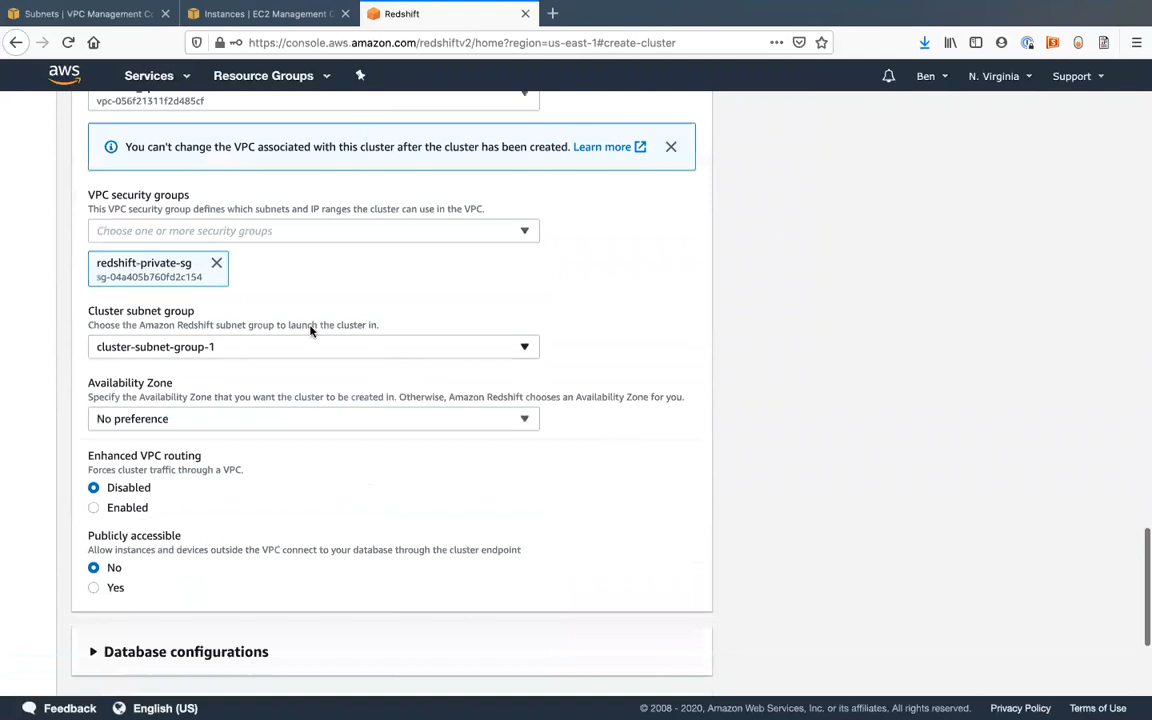 Subnets | VPC Management Co
Instances | EC2 Management C
Redshift
https://console.aws.amazon.com/redshiftv2/home?region=us-east-1#create-cluster
aws
Services
Resource Groups
Ben
N. Virginia
Support
vpc-056f21311f2d485cf
You can't change the VPC associated with this cluster after the cluster has been created. Learn more
VPC security groups
This VPC security group defines which subnets and IP ranges the cluster can use in the VPC.
Choose one or more security groups
redshift-private-sg
sg-04a405b760fd2c154
Cluster subnet group
Choose the Amazon Redshift subnet group to launch the cluster in.
cluster-subnet-group-1
Availability Zone
Specify the Availability Zone that you want the cluster to be created in. Otherwise, Amazon Redshift chooses an Availability Zone for you.
No preference
Enhanced VPC routing
Forces cluster traffic through a VPC.
Disabled
Enabled
Publicly accessible
Allow instances and devices outside the VPC connect to your database through the cluster endpoint
No
Yes
Database configurations
Feedback
English (US)
© 2008 - 2020, Amazon Web Services, Inc. or its affiliates. All rights reserved.
Privacy Policy
Terms of Use